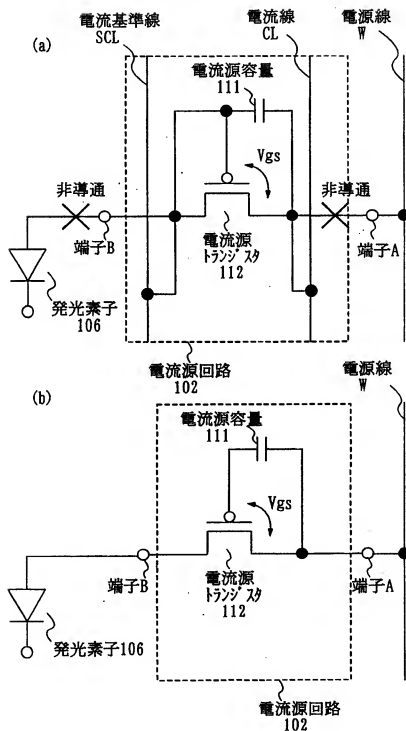 (a)
電流基準線
SCL
電流線
CL
電源線
W
電流源容量
111
Vgs
非導通
非導通
端子B
端子A
電流源
トランジスタ
112
発光素子
106
電流源回路
102
(b)
電源線
W
電流源容量
111
Vgs
端子B
端子A
電流源
トランジスタ
112
発光素子106
電流源回路
102